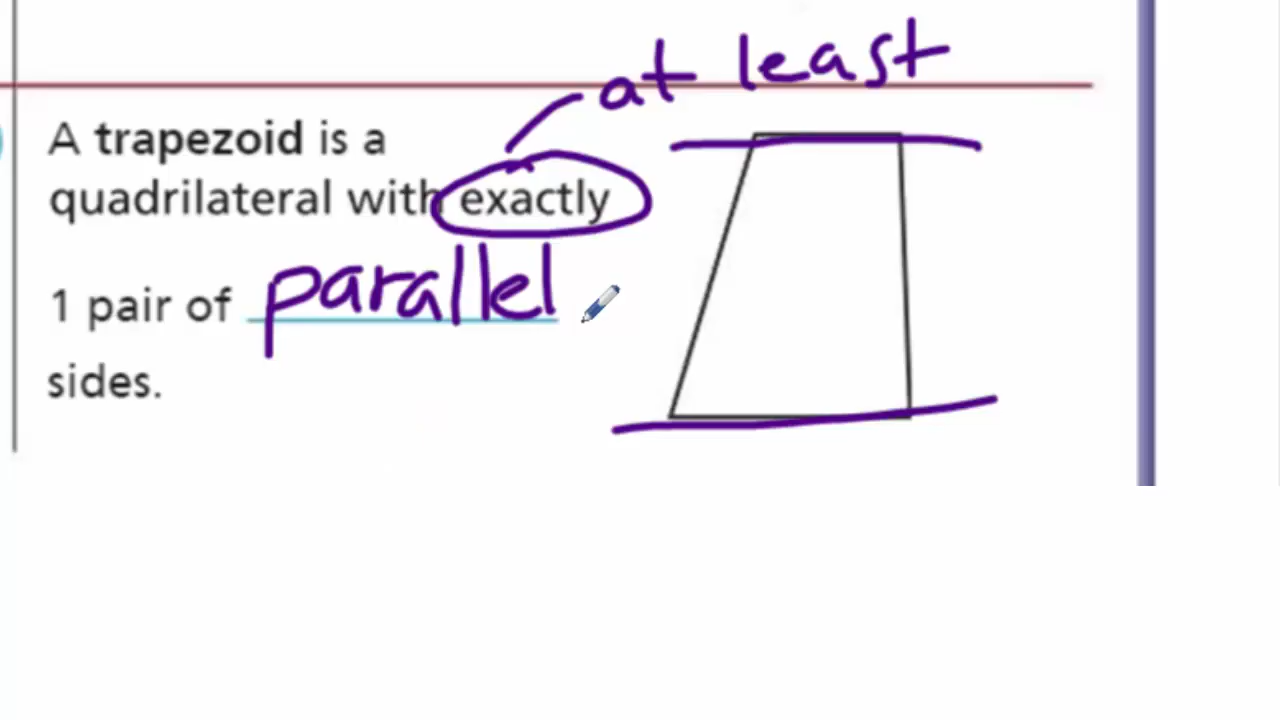 at least
A trapezoid is a
quadrilateral with exactly
1 pair of parallel
sides.